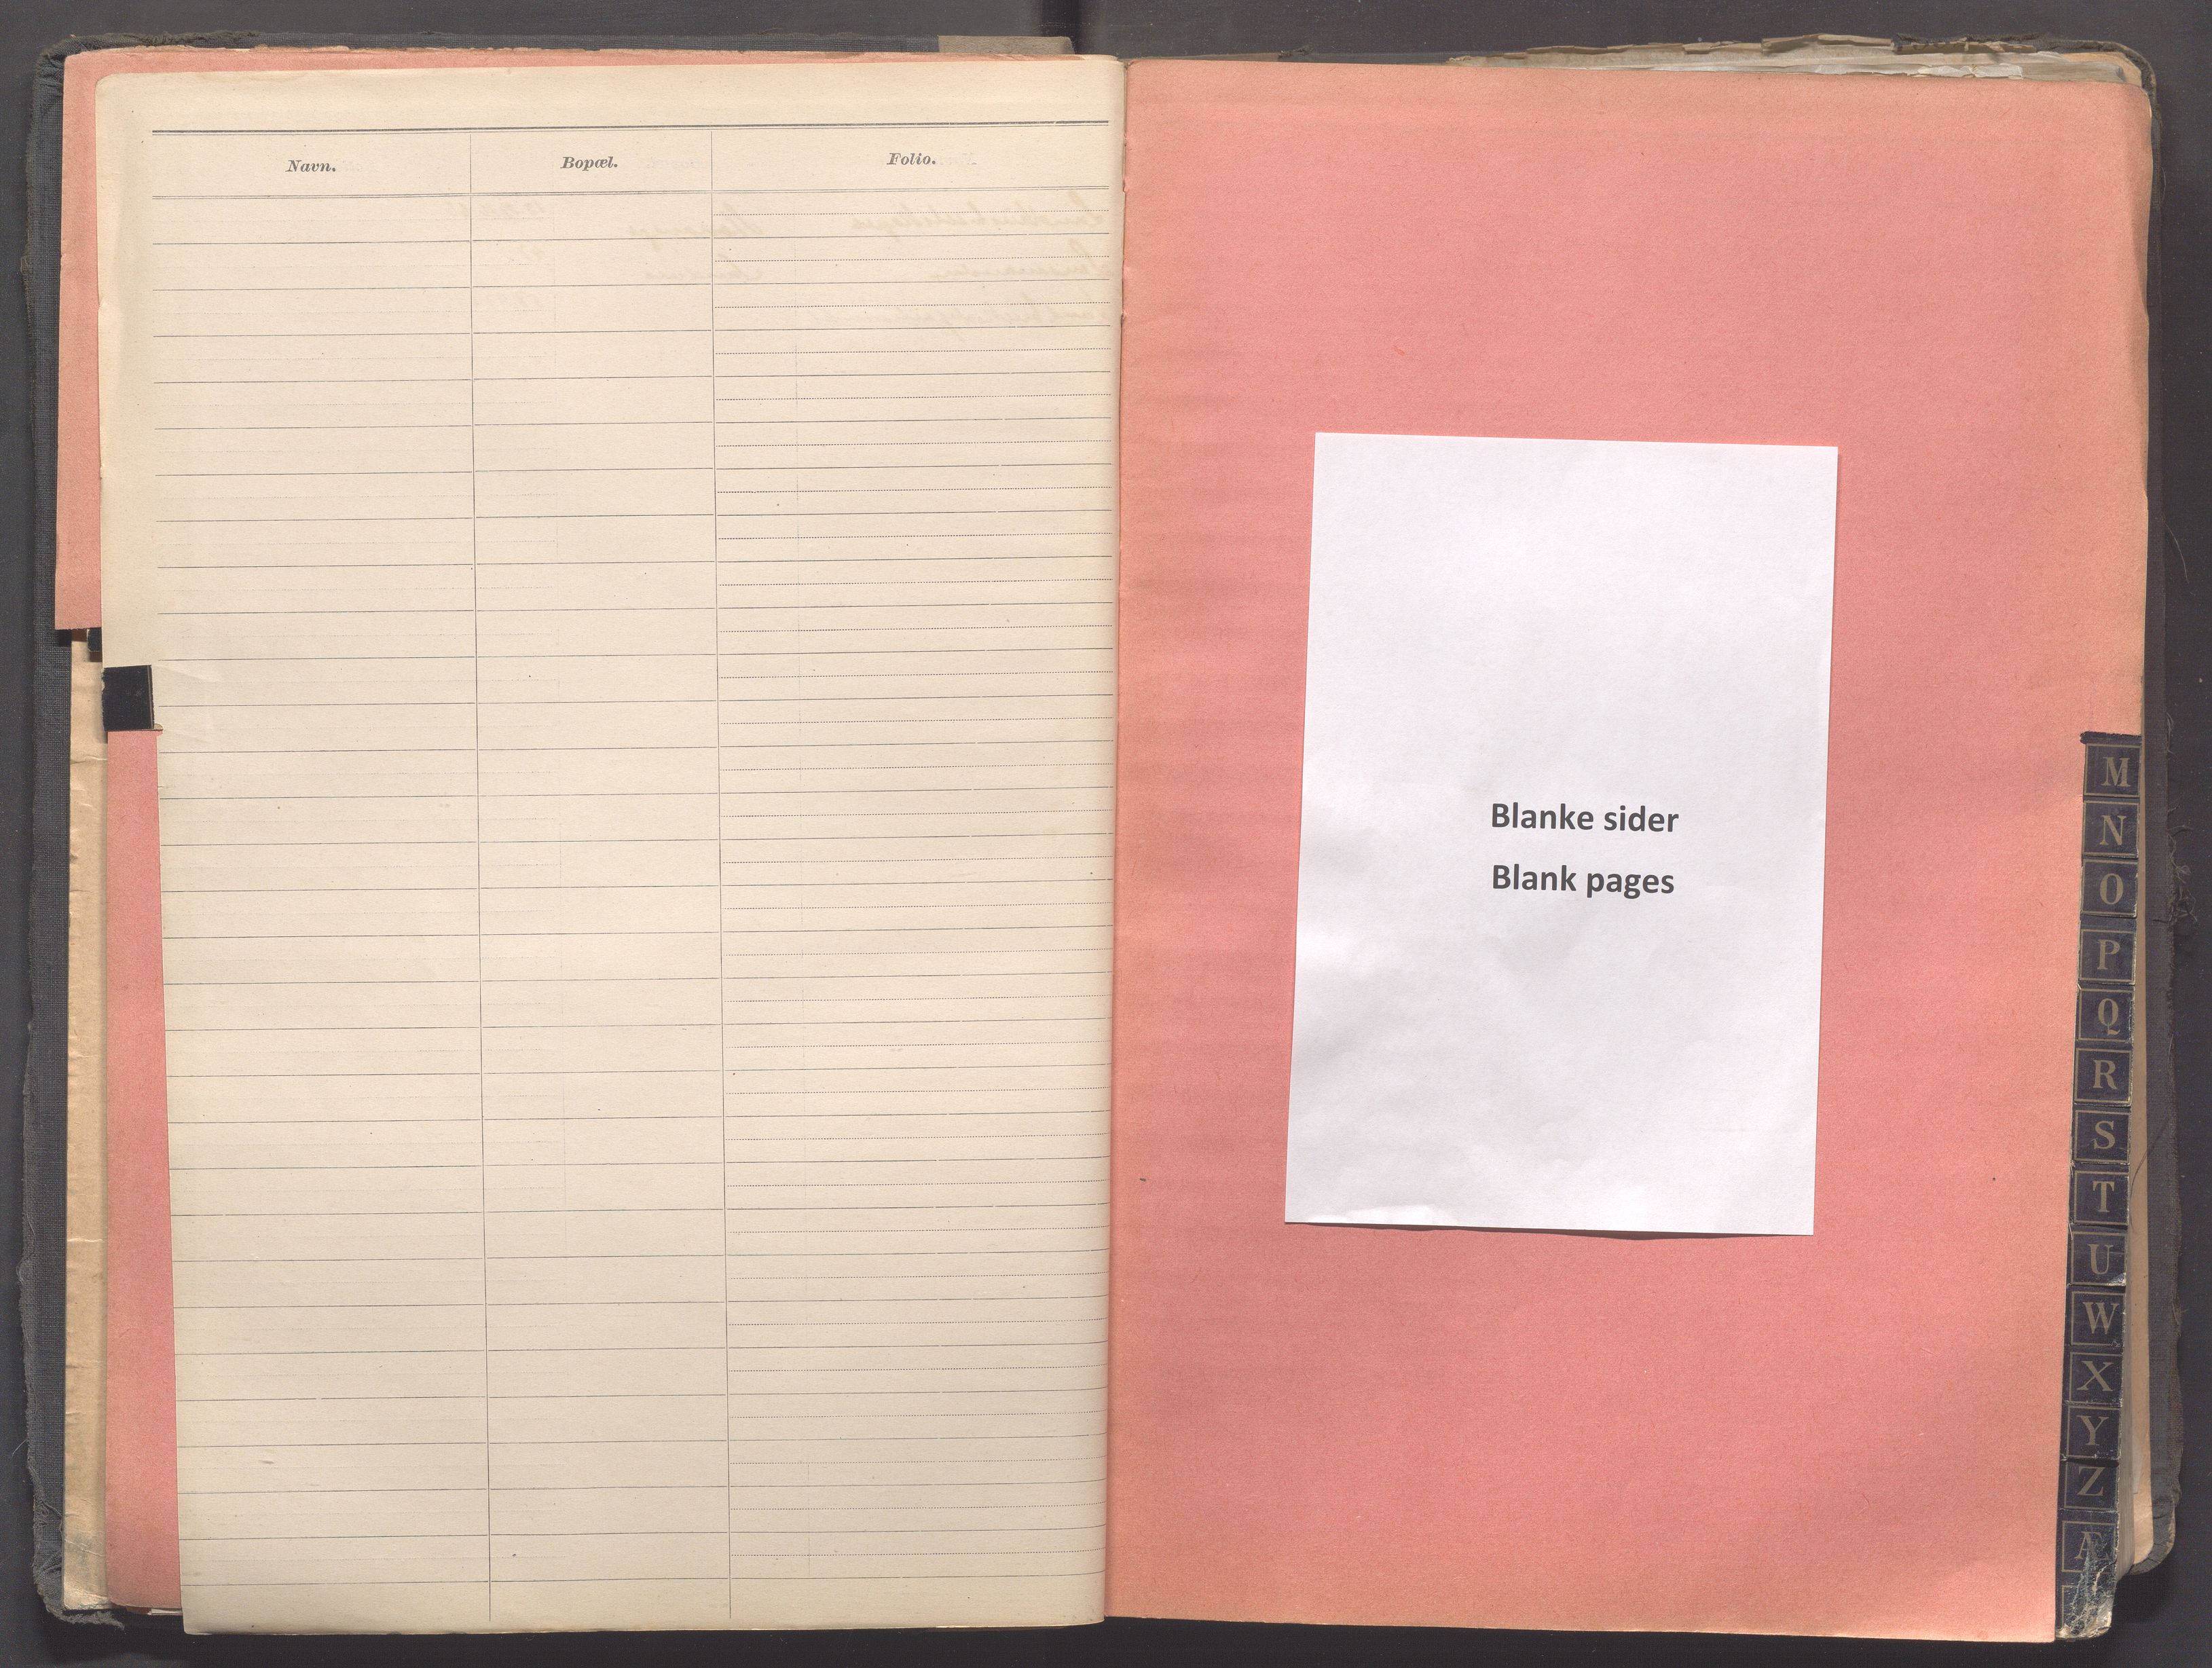 Navn.
Bopæl.
Folio.
Blanke sider
Blank pages
M
N
O
P
Q
R
S
T
U
W
X
Y
Z